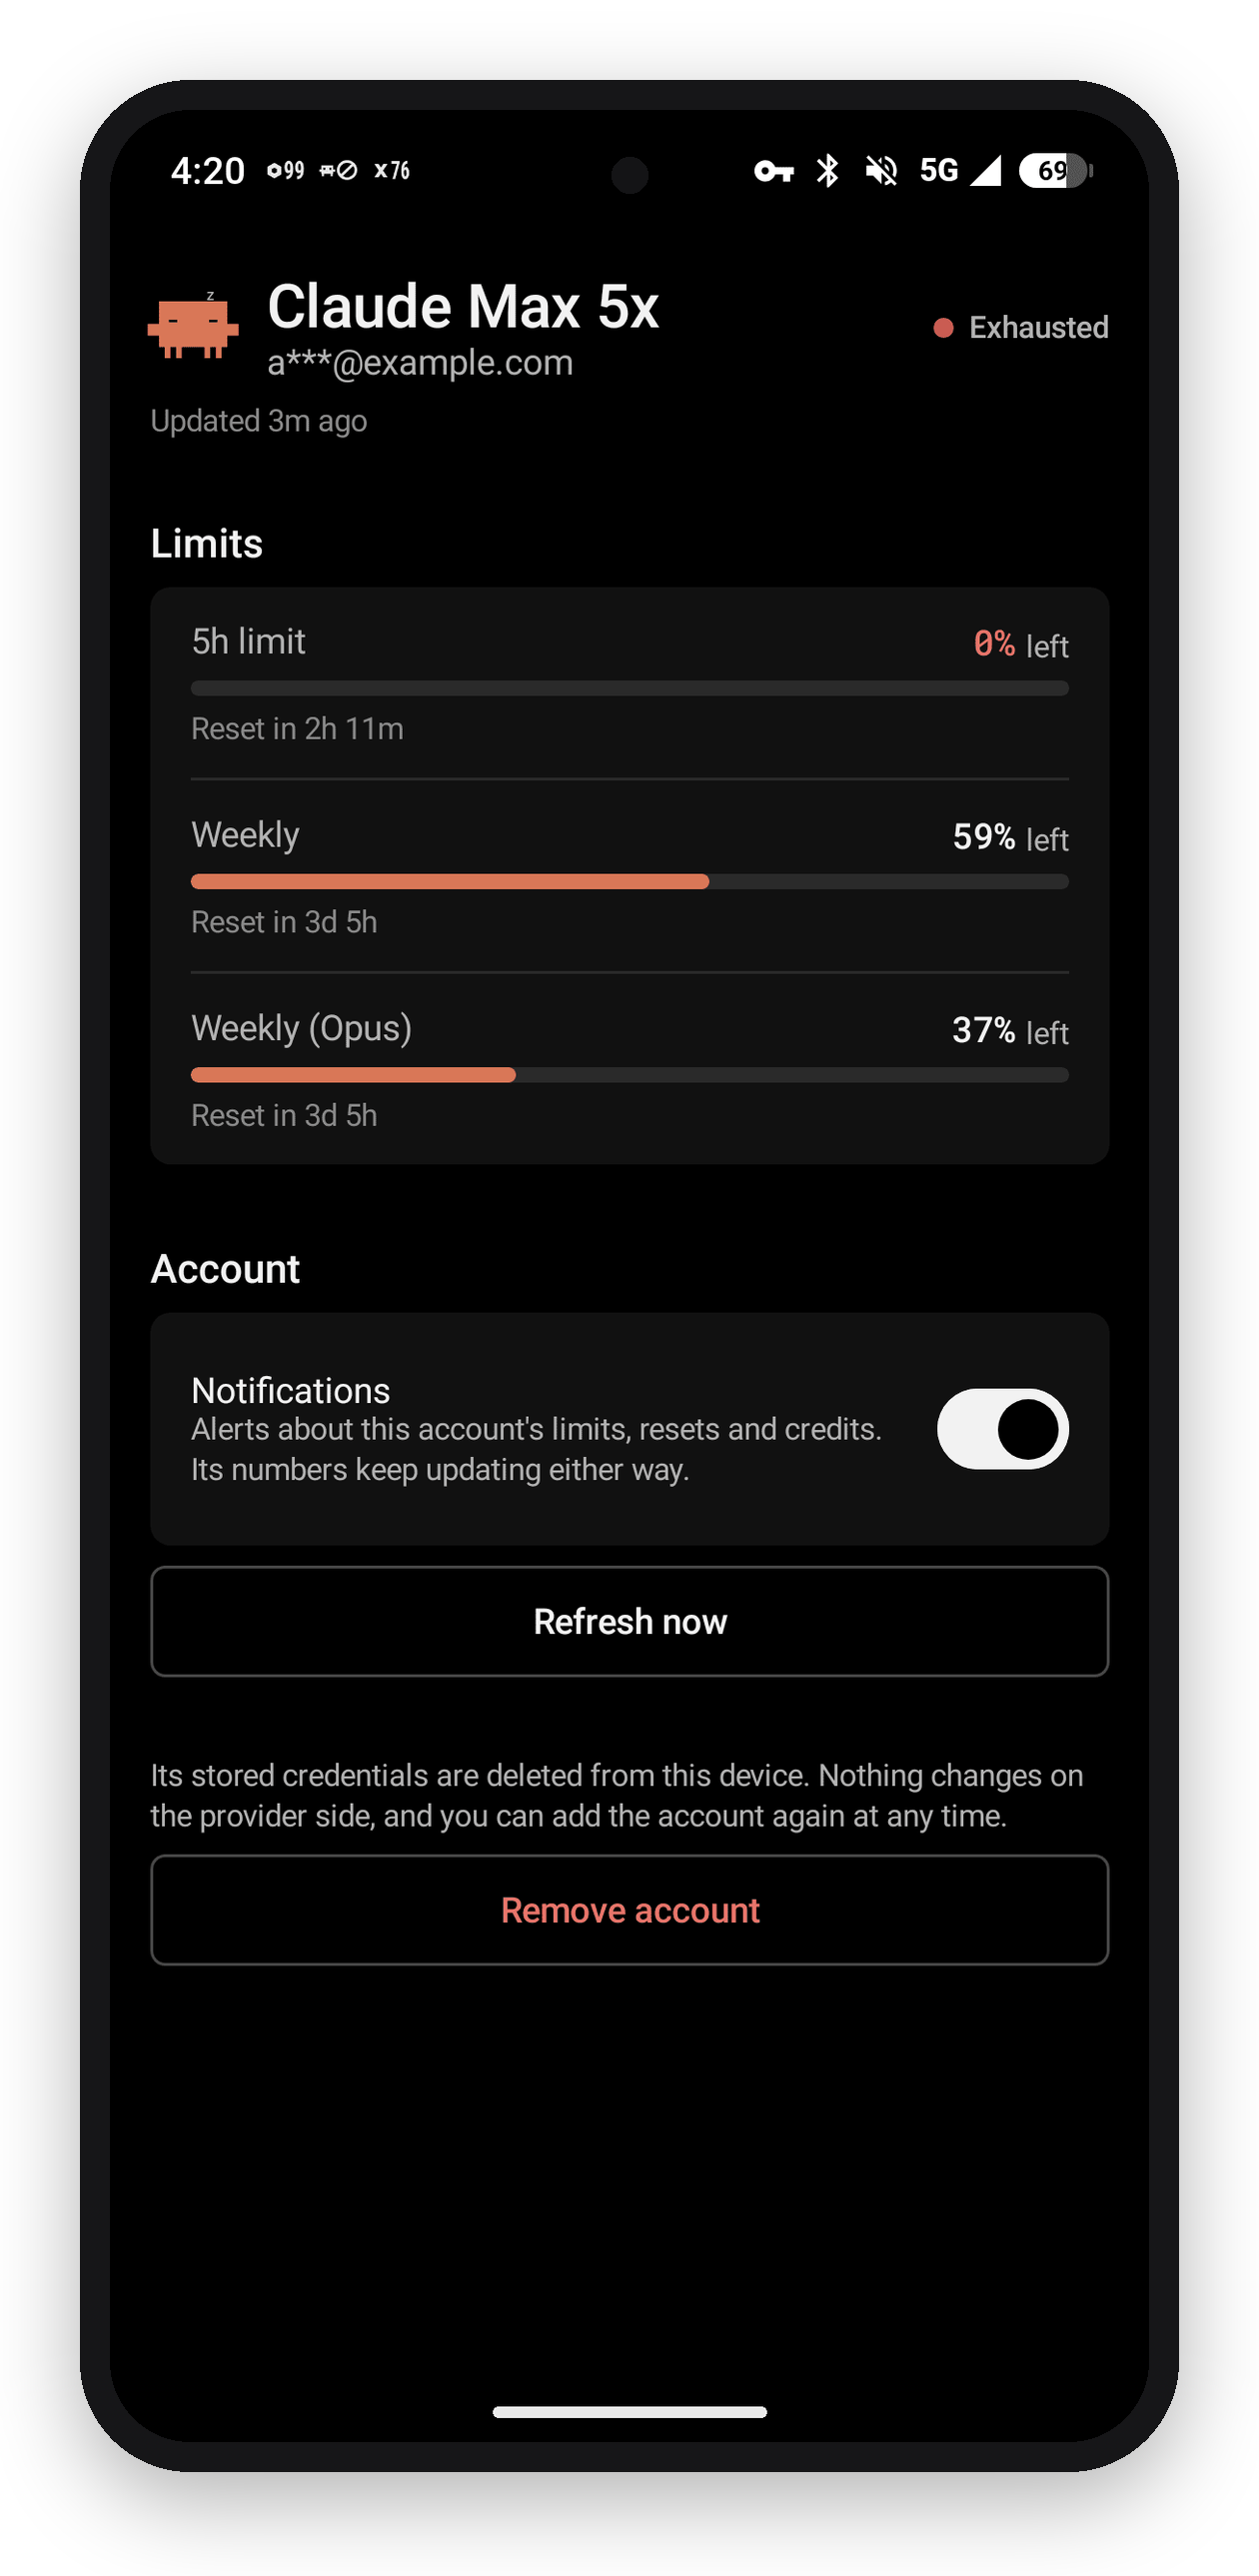 4:20 99 x 76 5G 69
z
Claude Max 5x
a***@example.com
Exhausted
Updated 3m ago
Limits
5h limit
0% left
Reset in 2h 11m
Weekly
59% left
Reset in 3d 5h
Weekly (Opus)
37% left
Reset in 3d 5h
Account
Notifications
Alerts about this account's limits, resets and credits.
Its numbers keep updating either way.
Refresh now
Its stored credentials are deleted from this device. Nothing changes on
the provider side, and you can add the account again at any time.
Remove account